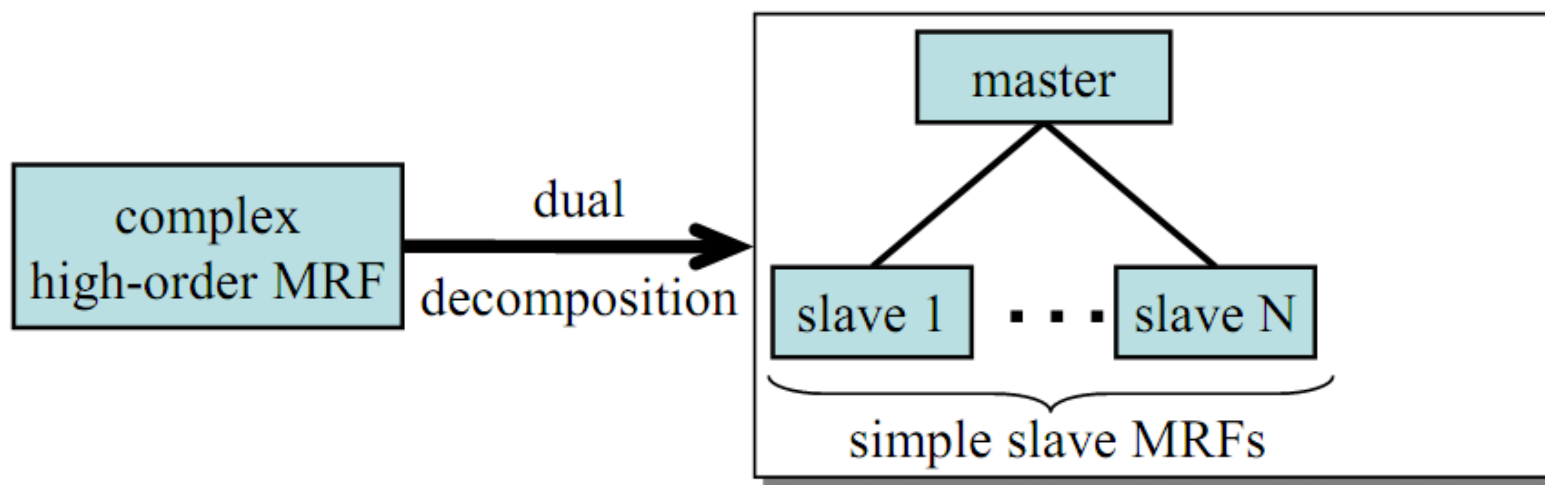 complex
high-order MRF
dual
decomposition
master
slave 1
. . .
slave N
simple slave MRFs